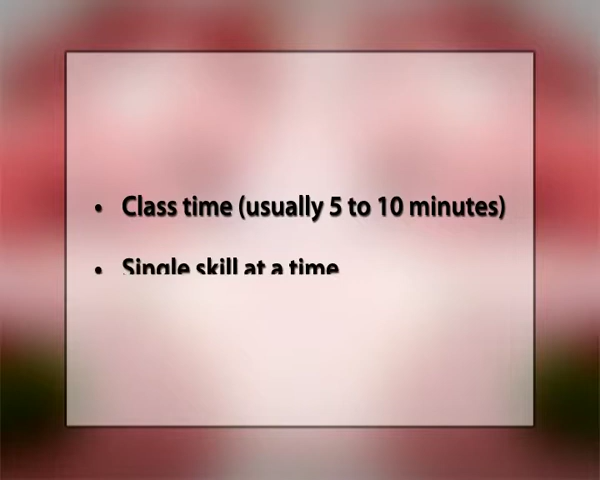 • Class time (usually 5 to 10 minutes)
• Single skill at a time